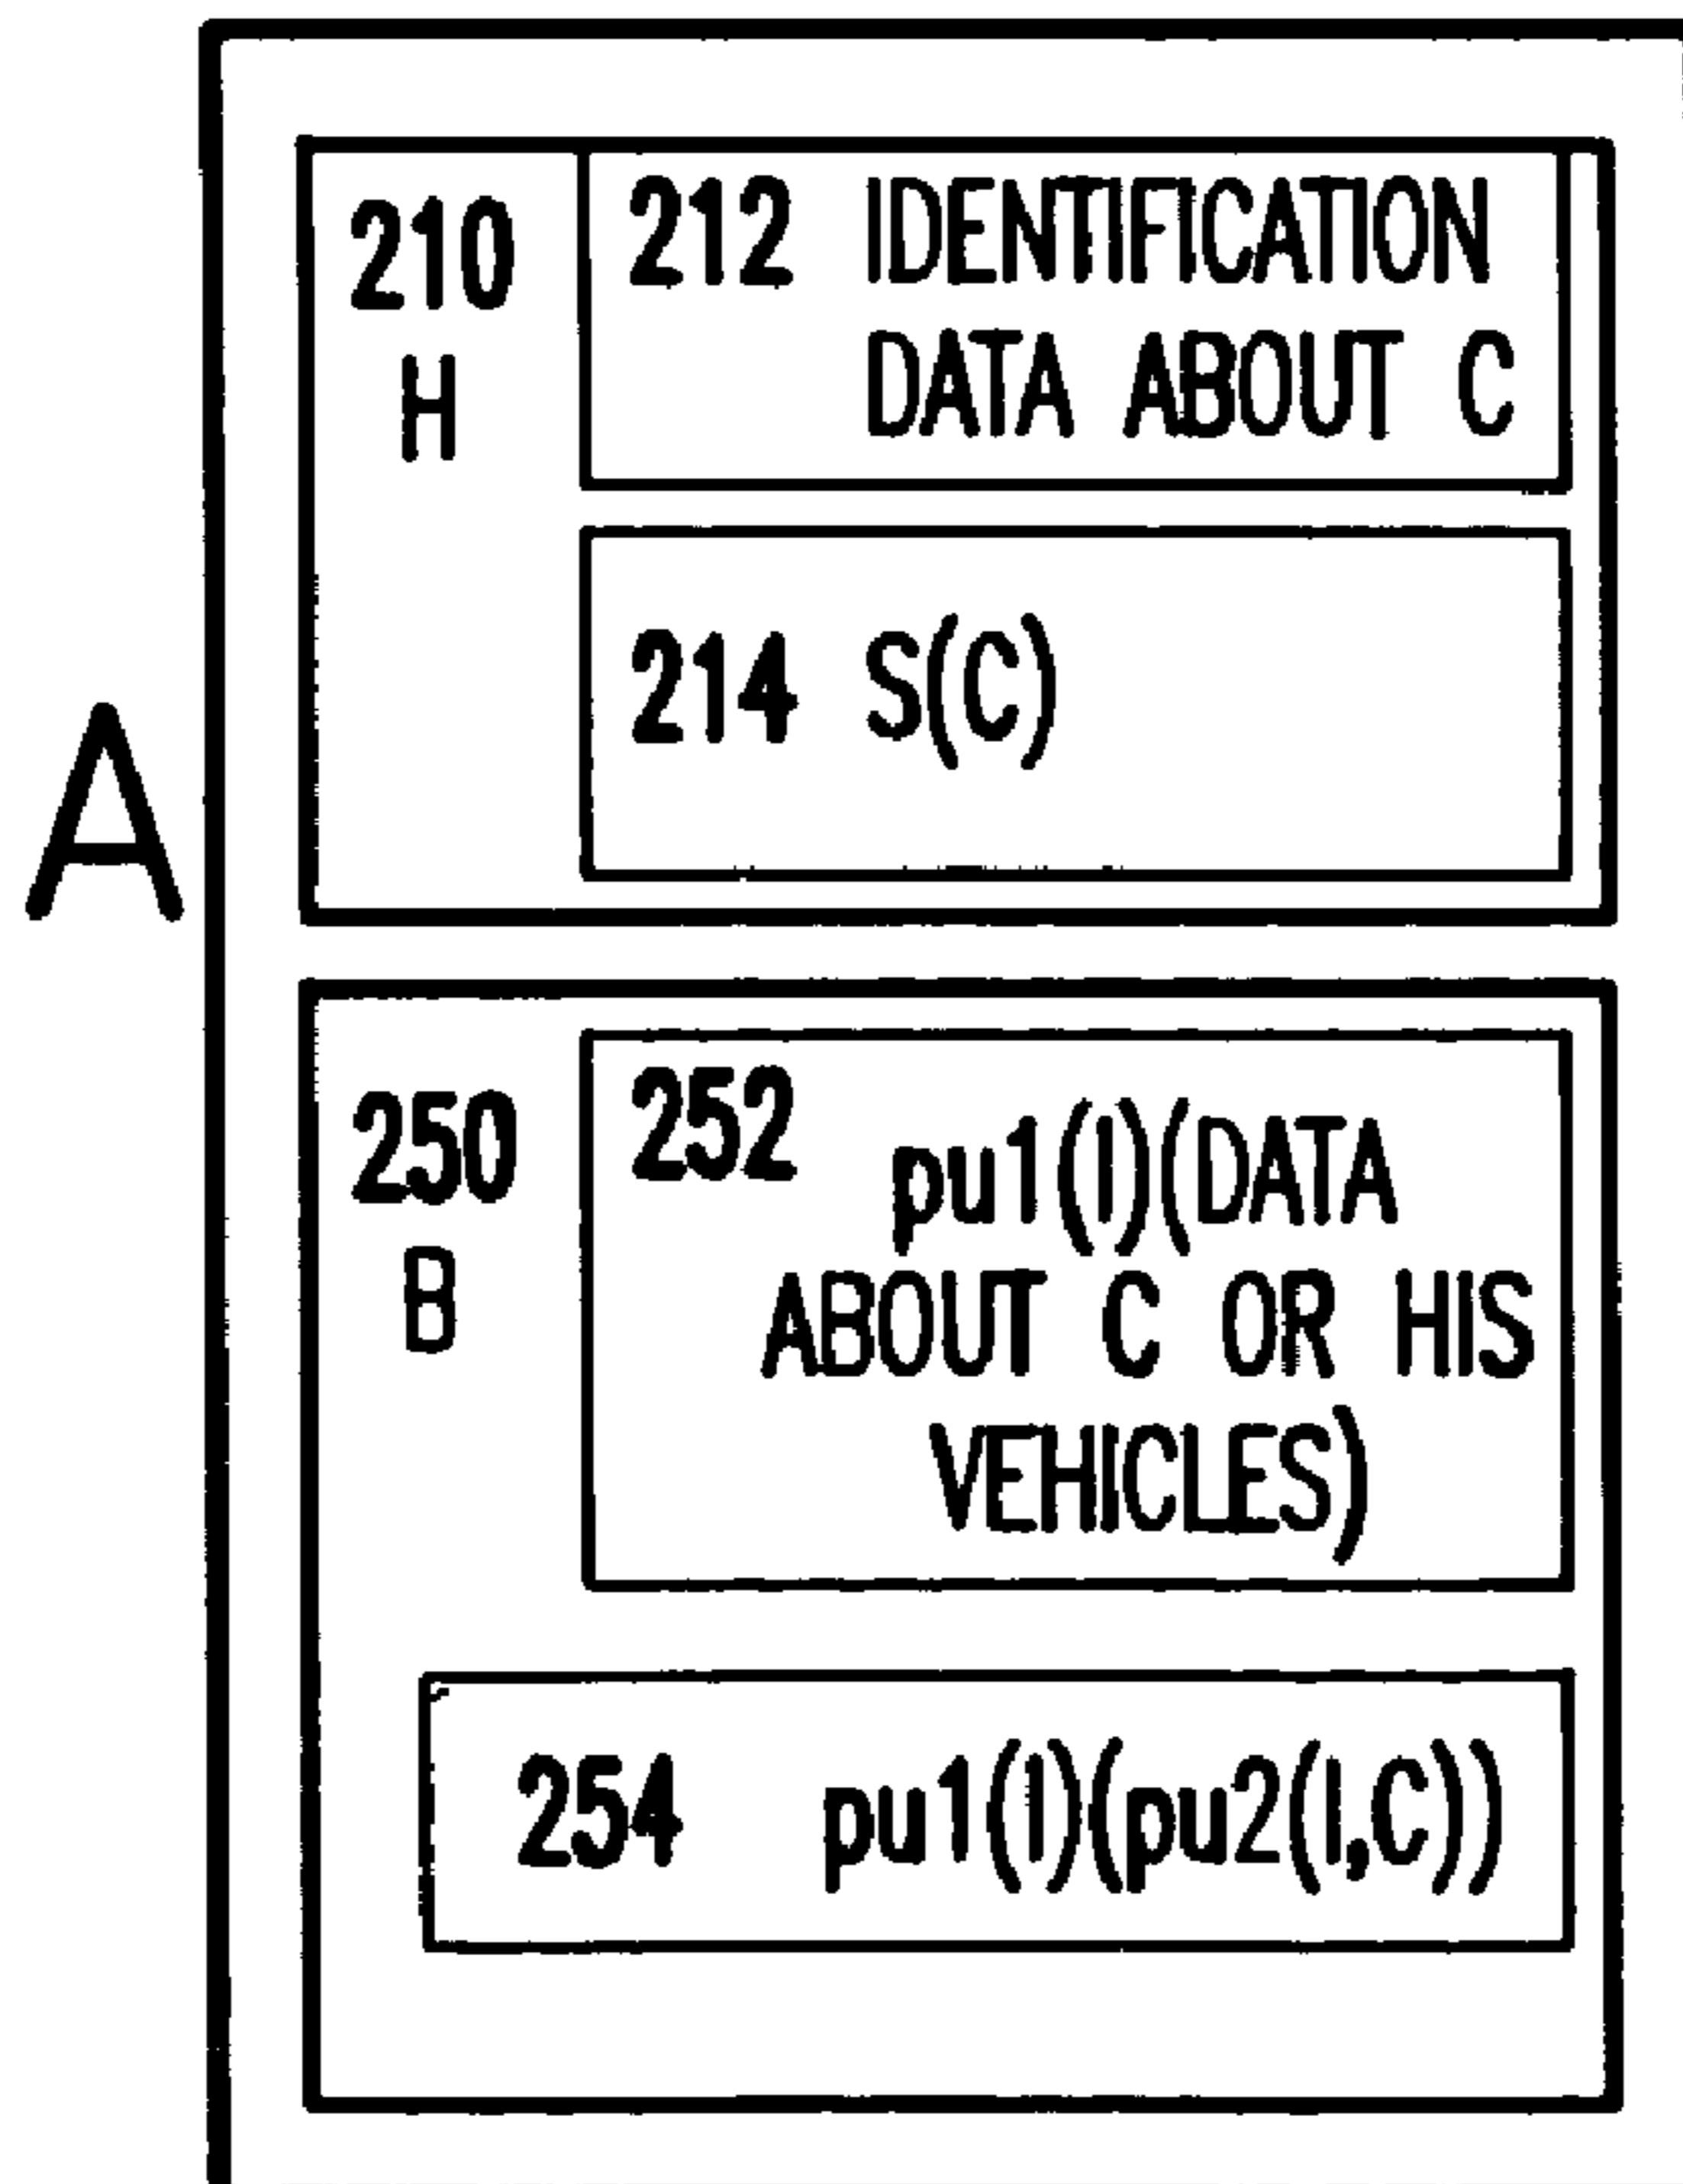 A
210
H
212 IDENTIFICATION
DATA ABOUT C
214 S(C)
250
B
252
pu1(I)(DATA
ABOUT C OR HIS
VEHICLES)
254 pu1(I)(pu2(I,C))